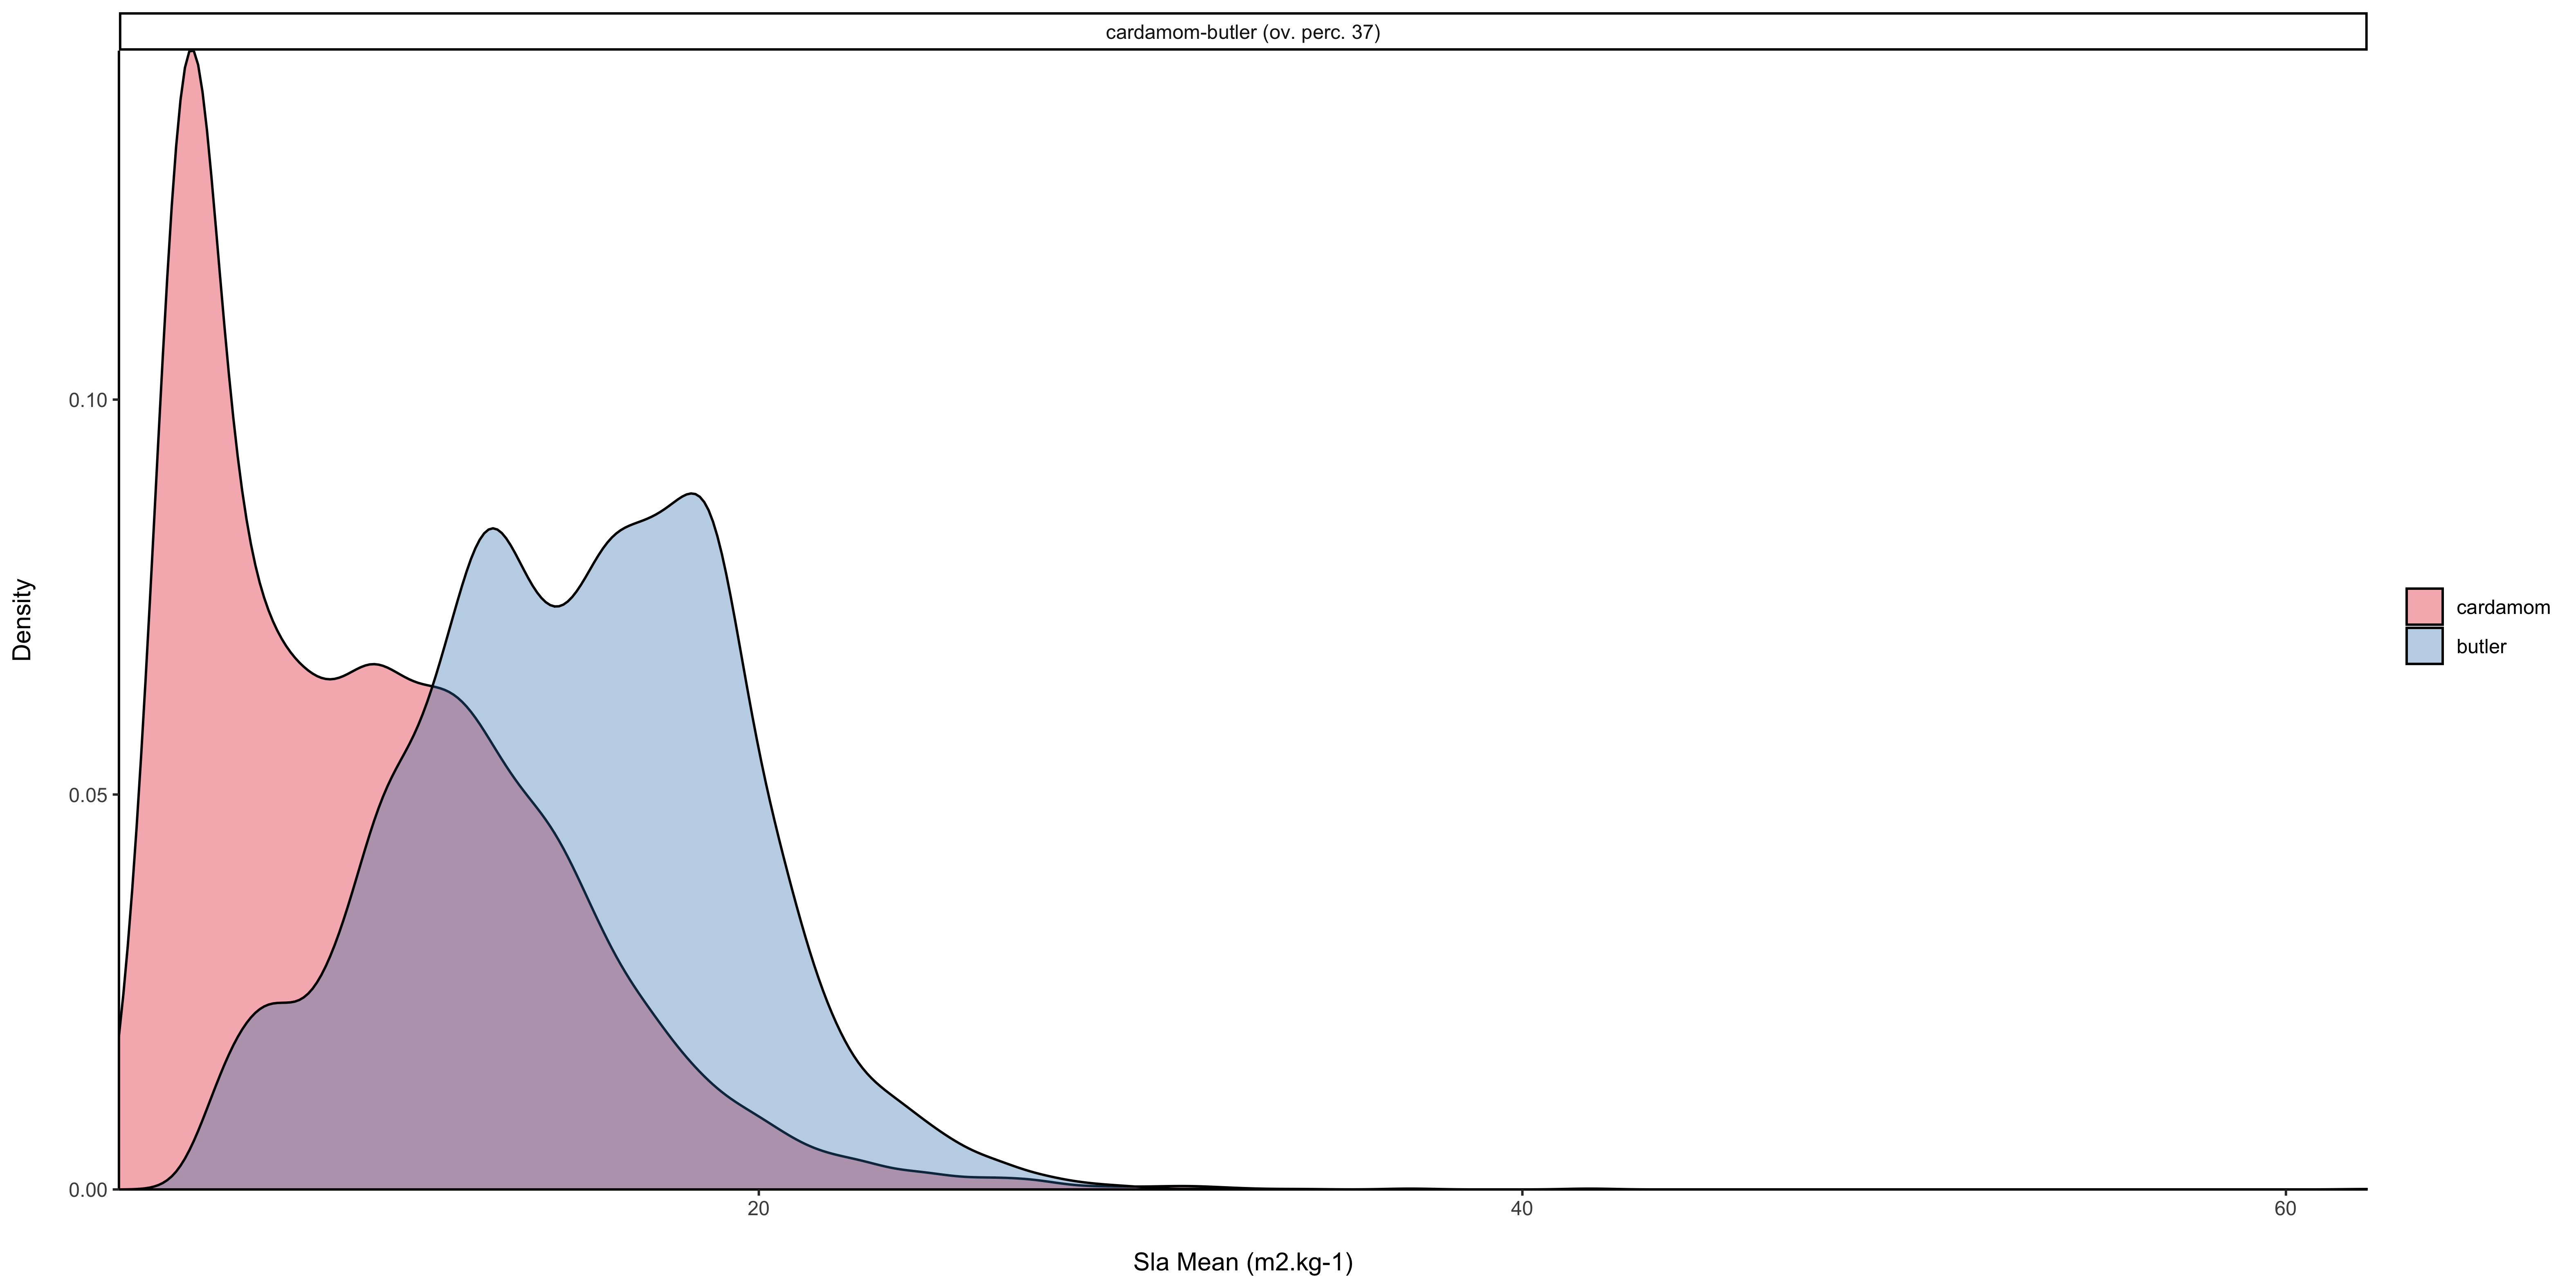 cardamom-butler (ov. perc. 37)
Density
0.10
0.05
0.00
20
40
60
Sla Mean (m2.kg-1)
cardamom
butler